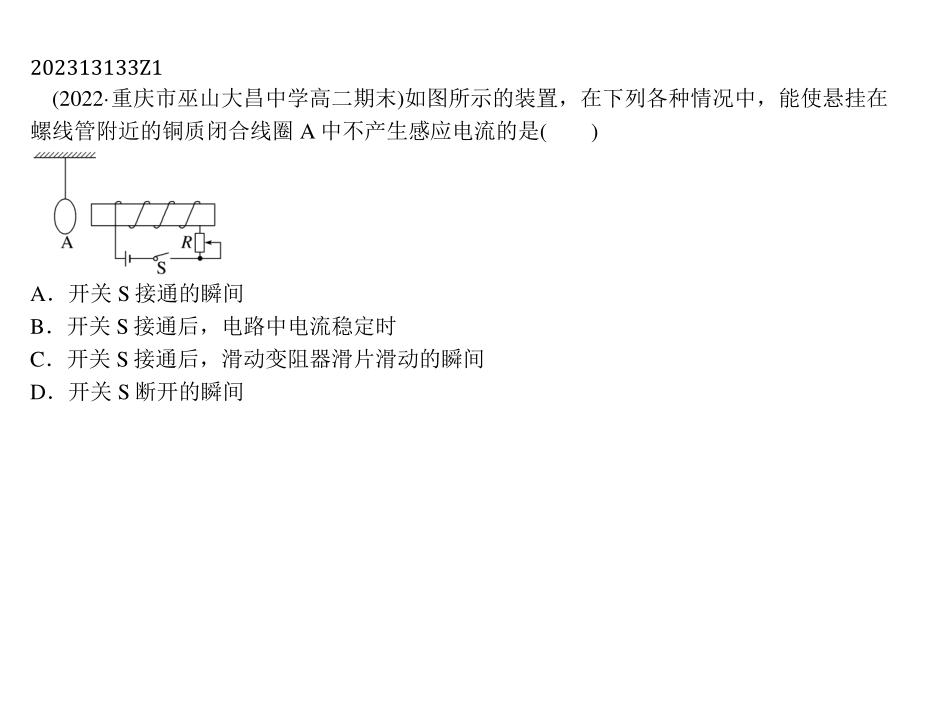 202313133Z1
(2022·重庆市巫山大昌中学高二期末)如图所示的装置，在下列各种情况中，能使悬挂在
螺线管附近的铜质闭合线圈 A 中不产生感应电流的是(　　)
A
R
S
A．开关 S 接通的瞬间
B．开关 S 接通后，电路中电流稳定时
C．开关 S 接通后，滑动变阻器滑片滑动的瞬间
D．开关 S 断开的瞬间